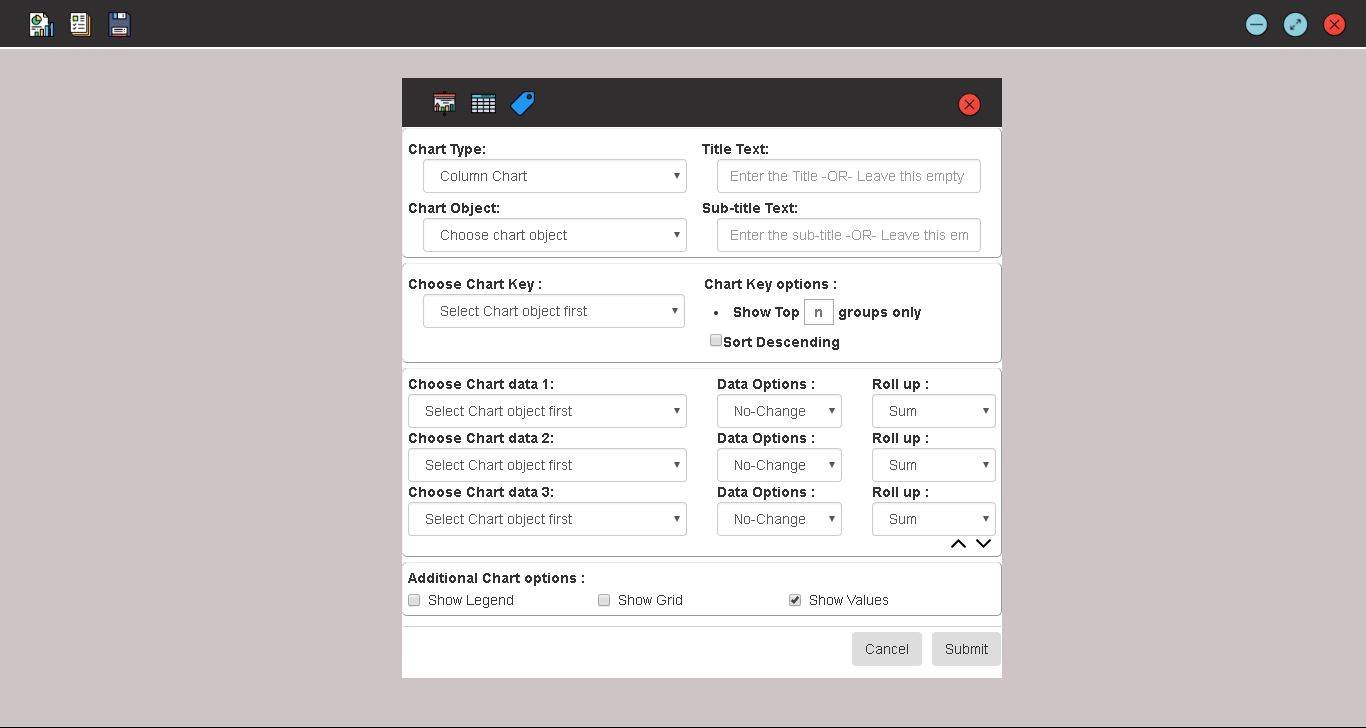 Chart Type:
Title Text:
Column Chart
Enter the Title -OR- Leave this empty
Chart Object:
Sub-title Text:
Choose chart object
Enter the sub-title -OR- Leave this em
Choose Chart Key :
Chart Key options :
Select Chart object first
• Show Top n groups only
Sort Descending
Choose Chart data 1:
Data Options :
Roll up :
Select Chart object first
No-Change
Sum
Choose Chart data 2:
Data Options :
Roll up :
Select Chart object first
No-Change
Sum
Choose Chart data 3:
Data Options :
Roll up :
Select Chart object first
No-Change
Sum
Additional Chart options :
Show Legend
Show Grid
Show Values
Cancel
Submit